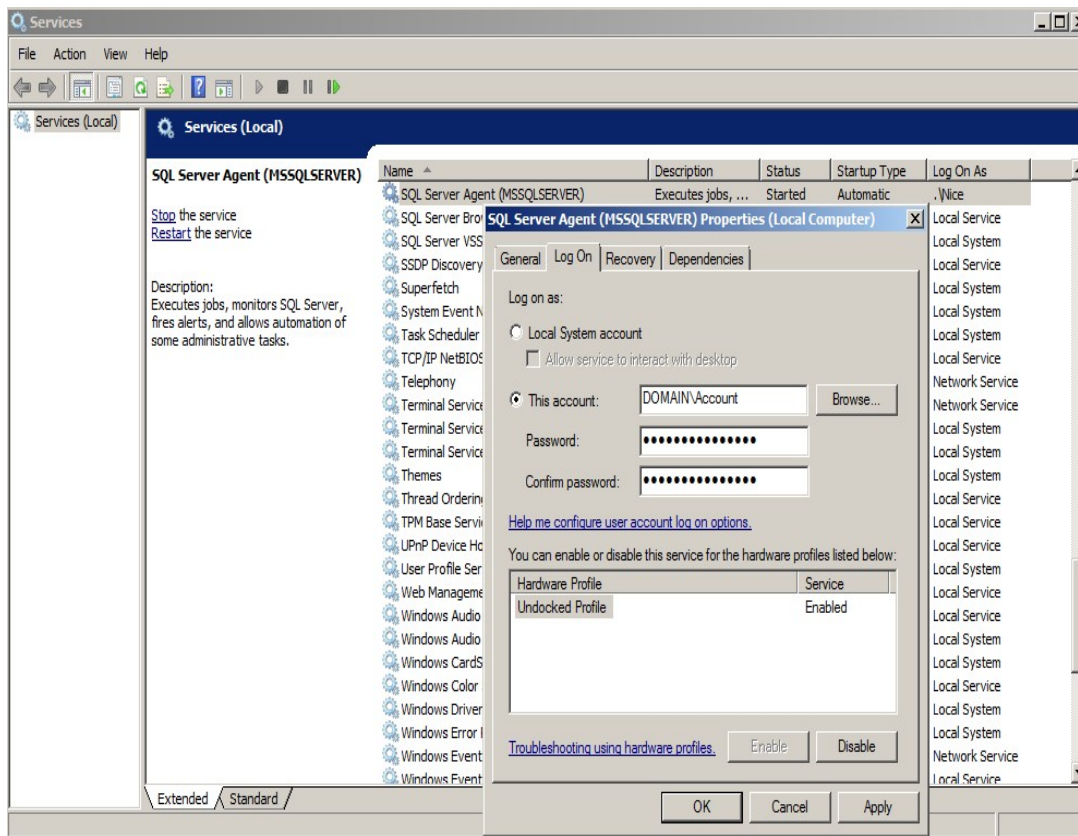 Services
File Action View Help
Services (Local)
Services (Local)
SQL Server Agent (MSSQLSERVER)
Stop the service
Restart the service
Description:
Executes jobs, monitors SQL Server,
fires alerts, and allows automation of
some administrative tasks.
Name Description Status Startup Type Log On As
SQL Server Agent (MSSQLSERVER) Executes jobs, ... Started Automatic .\Nice
SQL Server Brow Local Service
SQL Server VSS Local System
SSDP Discovery Local Service
Superfetch Local System
System Event N Local System
Task Scheduler Local System
TCP/IP NetBIOS Local Service
Telephony Network Service
Terminal Service Network Service
Terminal Service Local System
Terminal Service Local System
Themes Local System
Thread Ordering Local Service
TPM Base Servi Local Service
UPnP Device Ho Local Service
User Profile Ser Local System
Web Manageme Local Service
Windows Audio Local Service
Windows Audio Local System
Windows CardS Local System
Windows Color Local Service
Windows Driver Local System
Windows Error Local System
Windows Event Network Service
Windows Event Local Service
SQL Server Agent (MSSQLSERVER) Properties (Local Computer)
General Log On Recovery Dependencies
Log on as:
Local System account
Allow service to interact with desktop
This account: DOMAIN\Account Browse...
Password: •••••••••••••••
Confirm password: •••••••••••••••
Help me configure user account log on options.
You can enable or disable this service for the hardware profiles listed below:
Hardware Profile Service
Undocked Profile Enabled
Troubleshooting using hardware profiles. Enable Disable
OK Cancel Apply
Extended Standard